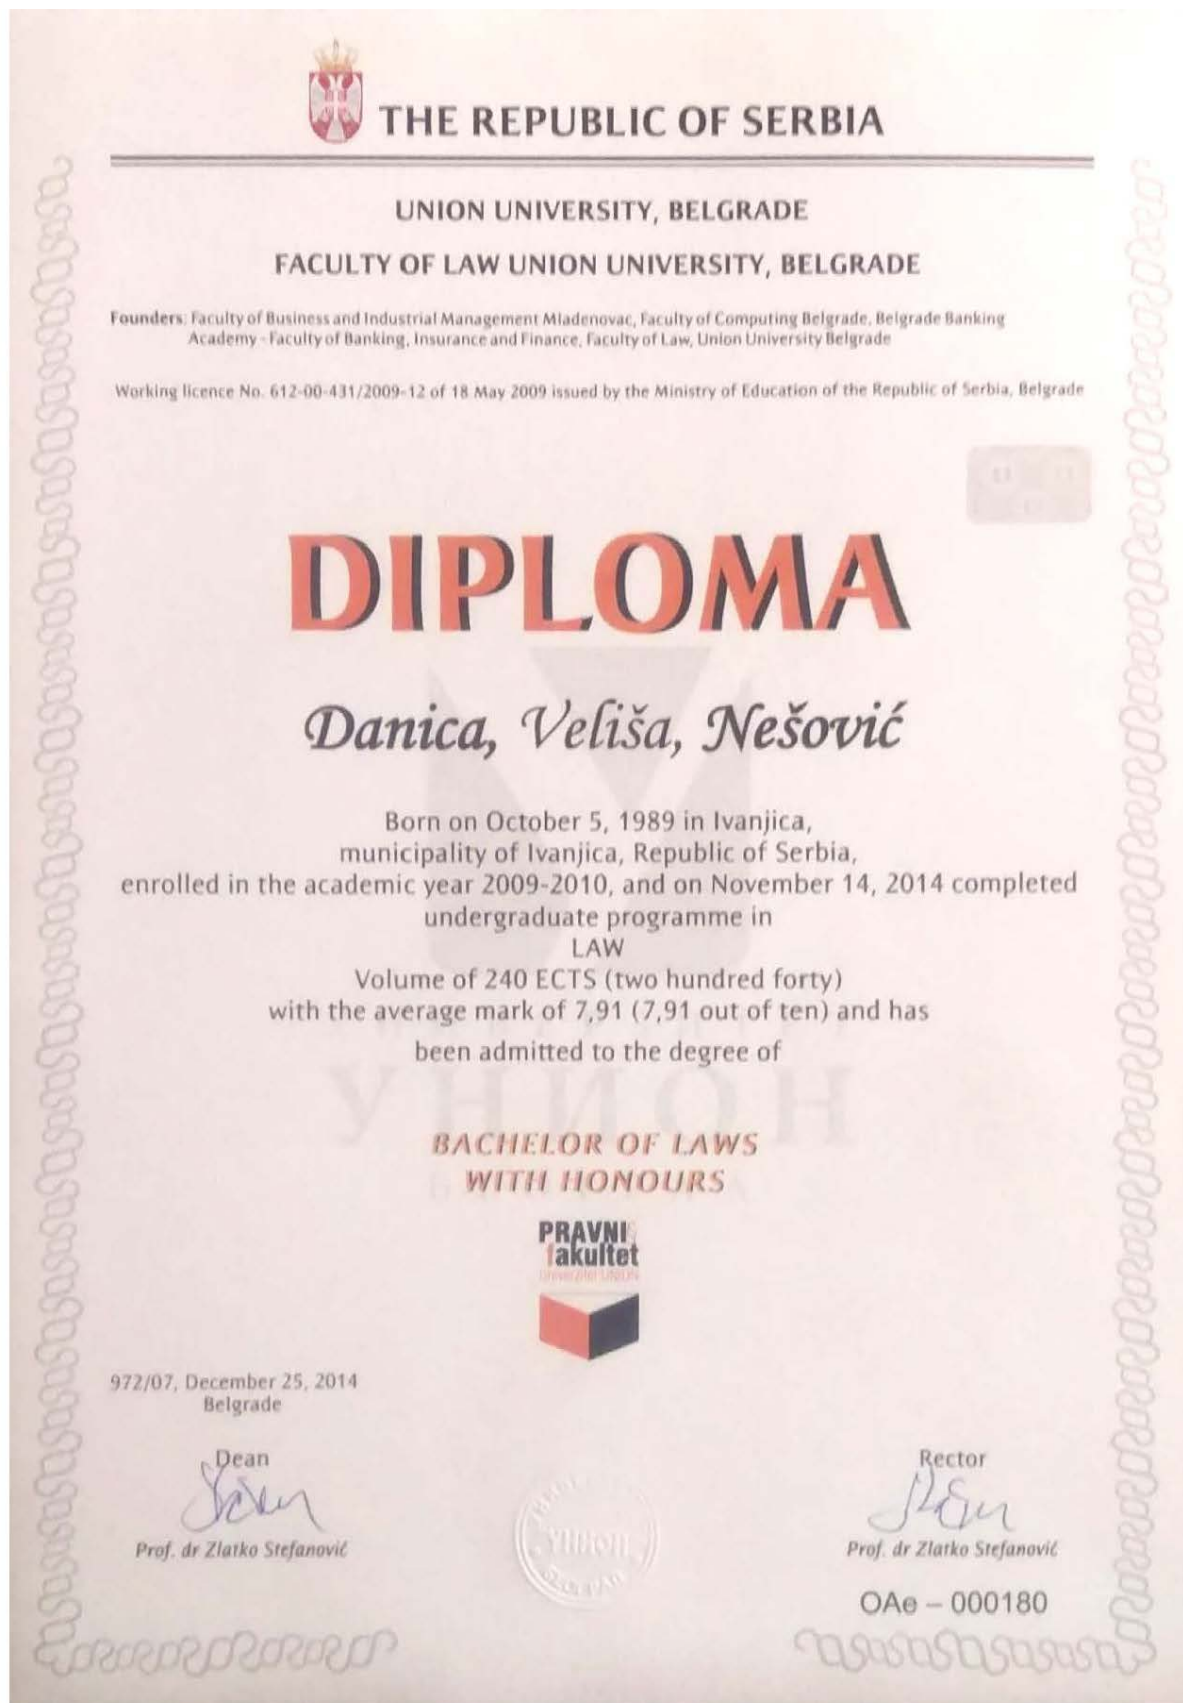 THE REPUBLIC OF SERBIA
UNION UNIVERSITY, BELGRADE
FACULTY OF LAW UNION UNIVERSITY, BELGRADE
Founders: Faculty of Business and Industrial Management Mladenovac, Faculty of Computing Belgrade, Belgrade Banking
Academy - Faculty of Banking, Insurance and Finance, Faculty of Law, Union University Belgrade
Working licence No. 612-00-431/2009-12 of 18 May 2009 issued by the Ministry of Education of the Republic of Serbia, Belgrade
DIPLOMA
Danica, Veliša, Nešović
Born on October 5, 1989 in Ivanjica,
municipality of Ivanjica, Republic of Serbia,
enrolled in the academic year 2009-2010, and on November 14, 2014 completed
undergraduate programme in
LAW
Volume of 240 ECTS (two hundred forty)
with the average mark of 7,91 (7,91 out of ten) and has
been admitted to the degree of
УНИОН
BACHELOR OF LAWS
WITH HONOURS
PRAVNI
fakultet
Univerzitet UNION
972/07, December 25, 2014
Belgrade
Dean
Rector
Prof. dr Zlatko Stefanović
Prof. dr Zlatko Stefanović
УНИОН
OAe – 000180